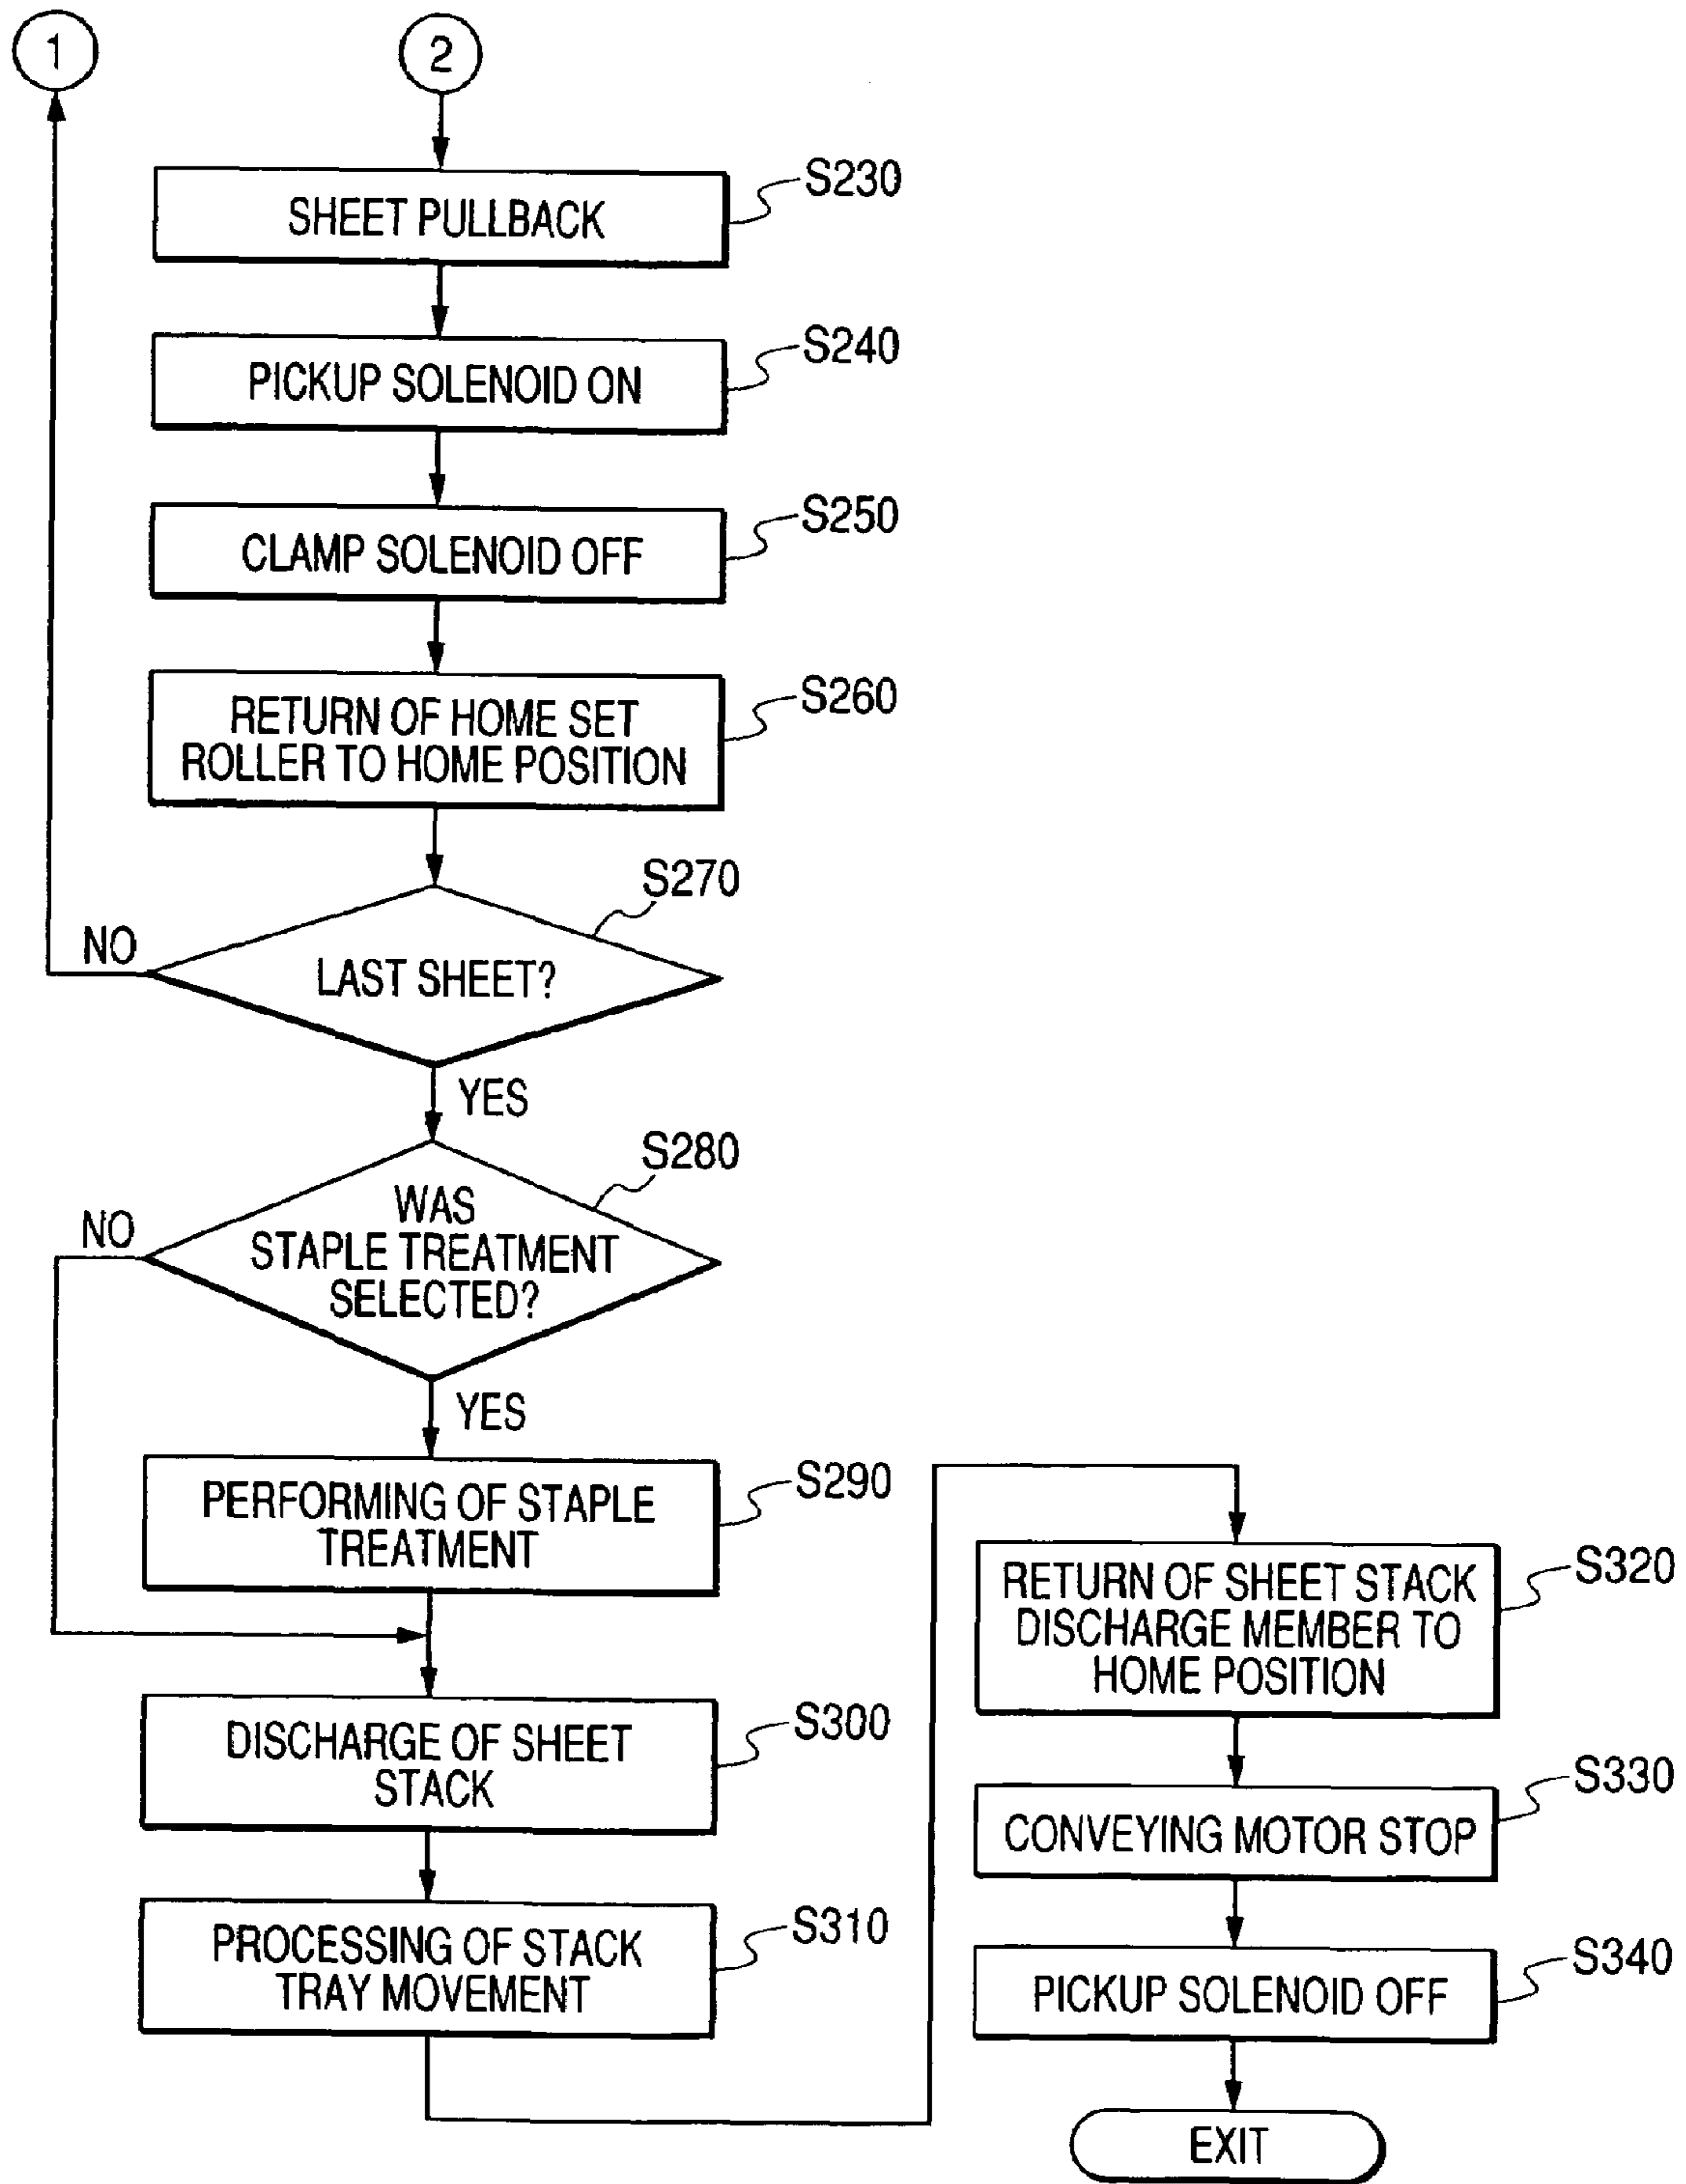 1
2
SHEET PULLBACK
S230
PICKUP SOLENOID ON
S240
CLAMP SOLENOID OFF
S250
RETURN OF HOME SET
ROLLER TO HOME POSITION
S260
LAST SHEET?
S270
NO
YES
WAS
STAPLE TREATMENT
SELECTED?
S280
NO
YES
PERFORMING OF STAPLE
TREATMENT
S290
DISCHARGE OF SHEET
STACK
S300
PROCESSING OF STACK
TRAY MOVEMENT
S310
RETURN OF SHEET STACK
DISCHARGE MEMBER TO
HOME POSITION
S320
CONVEYING MOTOR STOP
S330
PICKUP SOLENOID OFF
S340
EXIT